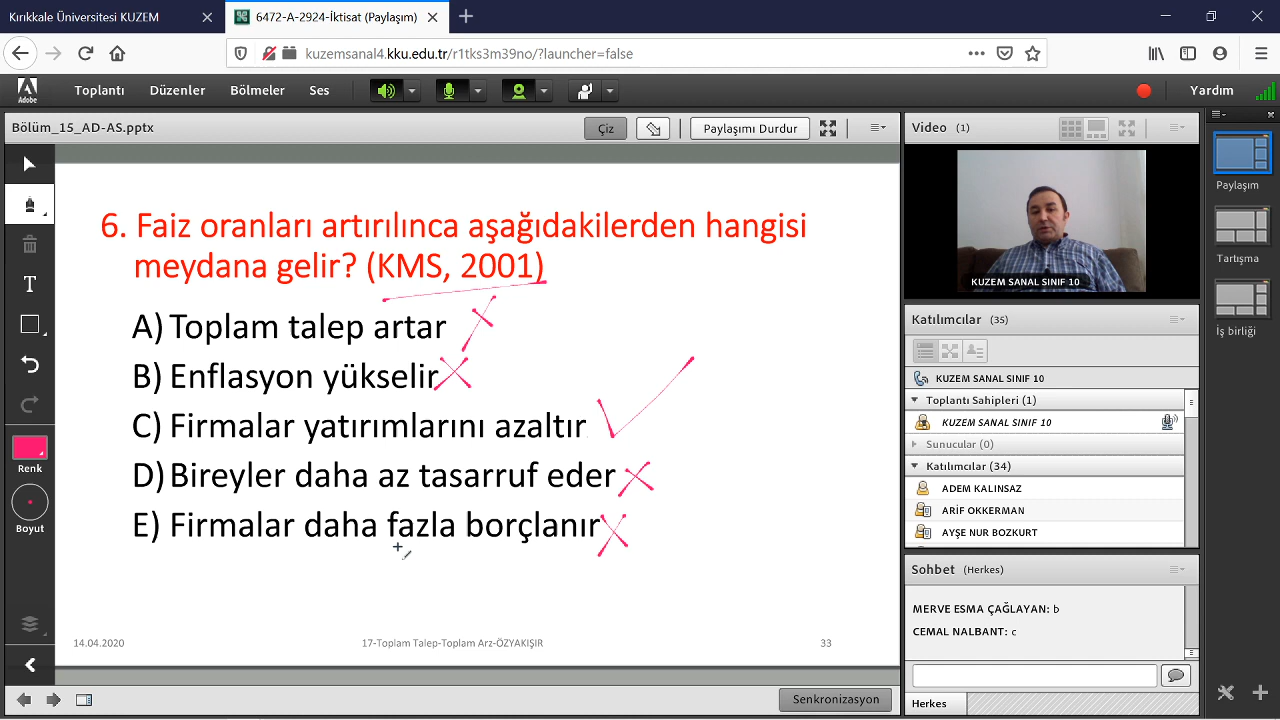 Kırıkkale Üniversitesi KUZEM
6472-A-2924-İktisat (Paylaşım)
kuzemsanal4.kku.edu.tr/r1tks3m39no/?launcher=false
Adobe
Toplantı
Düzenler
Bölmeler
Ses
Yardım
Bölüm_15_AD-AS.pptx
Çiz
Paylaşımı Durdur
6. Faiz oranları artırılınca aşağıdakilerden hangisi
meydana gelir? (KMS, 2001)
A) Toplam talep artar
B) Enflasyon yükselir
C) Firmalar yatırımlarını azaltır
D) Bireyler daha az tasarruf eder
E) Firmalar daha fazla borçlanır
14.04.2020
17-Toplam Talep-Toplam Arz-ÖZYAKIŞIR
33
T
Renk
Boyut
Senkronizasyon
Video (1)
KUZEM SANAL SINIF 10
Katılımcılar (35)
KUZEM SANAL SINIF 10
Toplantı Sahipleri (1)
KUZEM SANAL SINIF 10
Sunucular (0)
Katılımcılar (34)
ADEM KALINSAZ
ARİF OKKERMAN
AYŞE NUR BOZKURT
Sohbet (Herkes)
MERVE ESMA ÇAĞLAYAN: b
CEMAL NALBANT: c
Herkes
Paylaşım
Tartışma
İş birliği